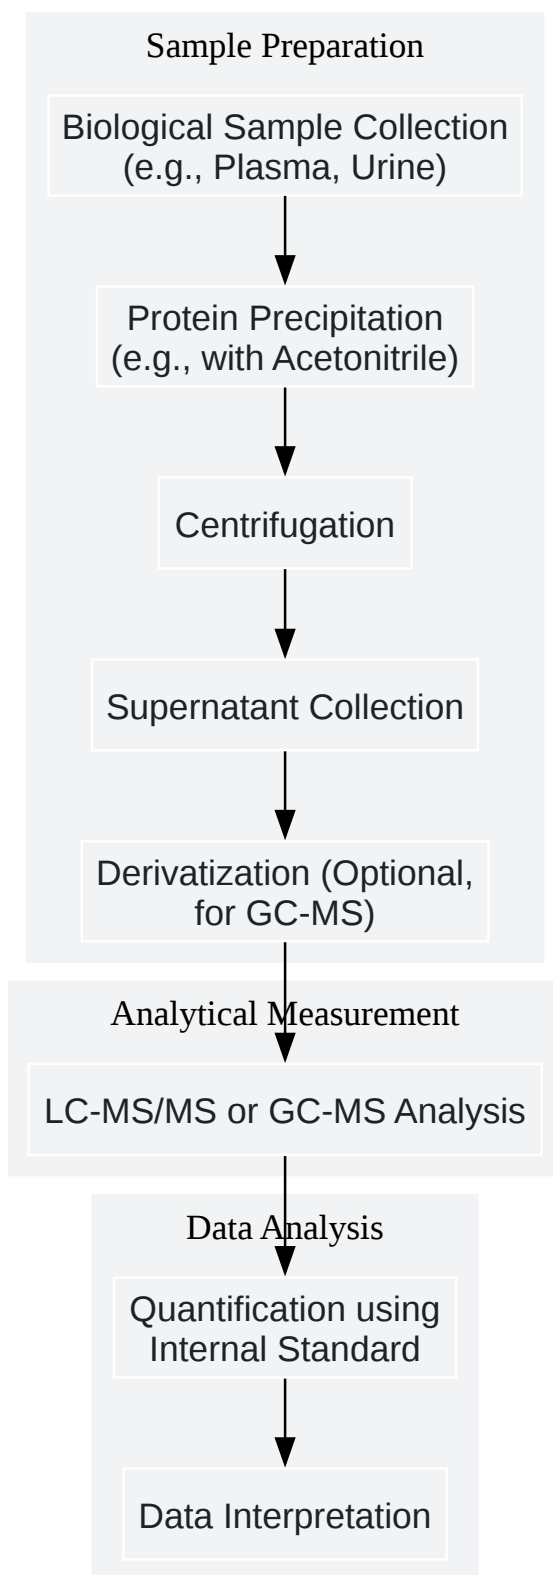 Sample Preparation
Biological Sample Collection
(e.g., Plasma, Urine)
Protein Precipitation
(e.g., with Acetonitrile)
Centrifugation
Supernatant Collection
Derivatization (Optional,
for GC-MS)
Analytical Measurement
LC-MS/MS or GC-MS Analysis
Data Analysis
Quantification using
Internal Standard
Data Interpretation